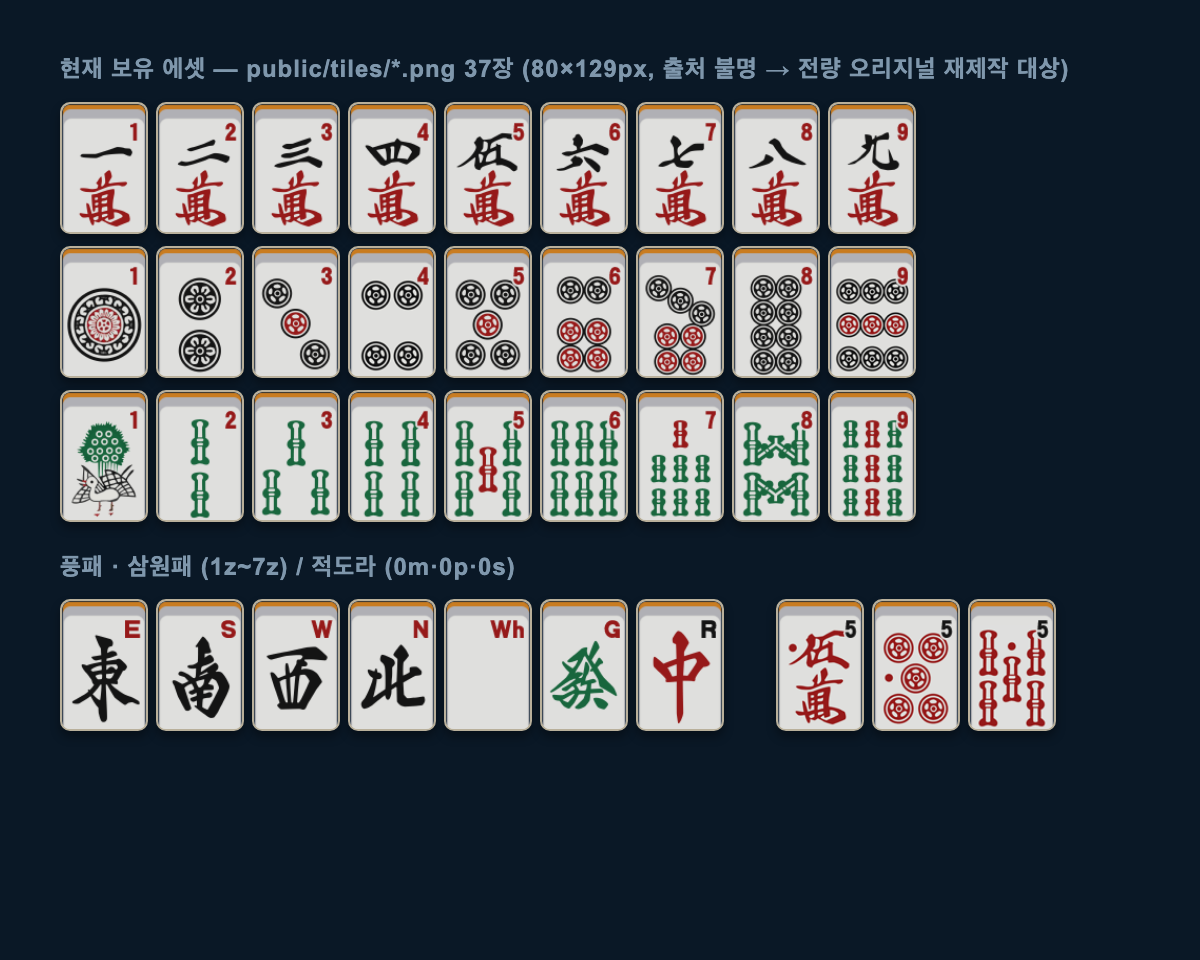 현재 보유 에셋 — public/tiles/*.png 37장 (80×129px, 출처 불명 → 전량 오리지널 재제작 대상)
1 2 3 4 5 6 7 8 9
一萬 二萬 三萬 四萬 伍萬 六萬 七萬 八萬 九萬
1 2 3 4 5 6 7 8 9
1 2 3 4 5 6 7 8 9
풍패 · 삼원패 (1z~7z) / 적도라 (0m·0p·0s)
E S W N Wh G R 5 5 5
東 南 西 北 發 中 伍萬